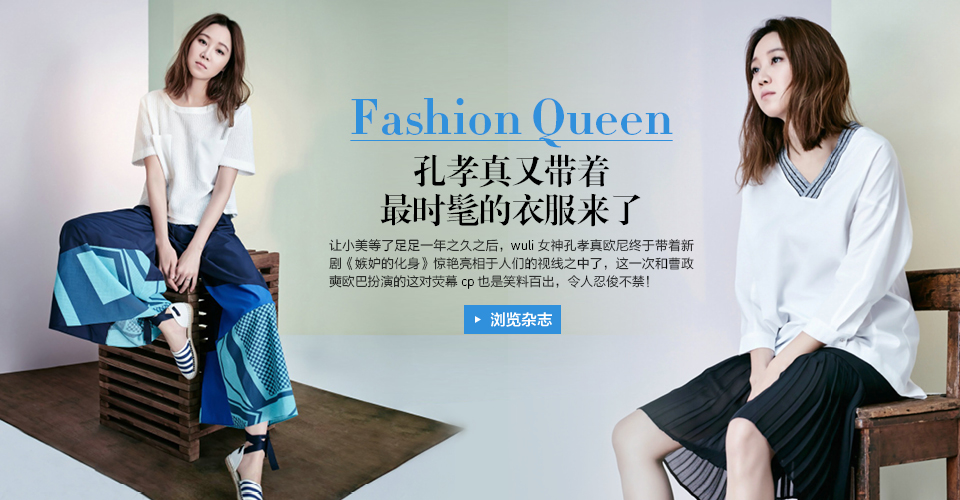 Fashion Queen
孔孝真又带着
最时髦的衣服来了
让小美等了足足一年之久之后，wuli 女神孔孝真欧尼终于带着新
剧《嫉妒的化身》惊艳亮相于人们的视线之中了，这一次和曹政
奭欧巴扮演的这对荧幕 cp 也是笑料百出，令人忍俊不禁！
浏览杂志